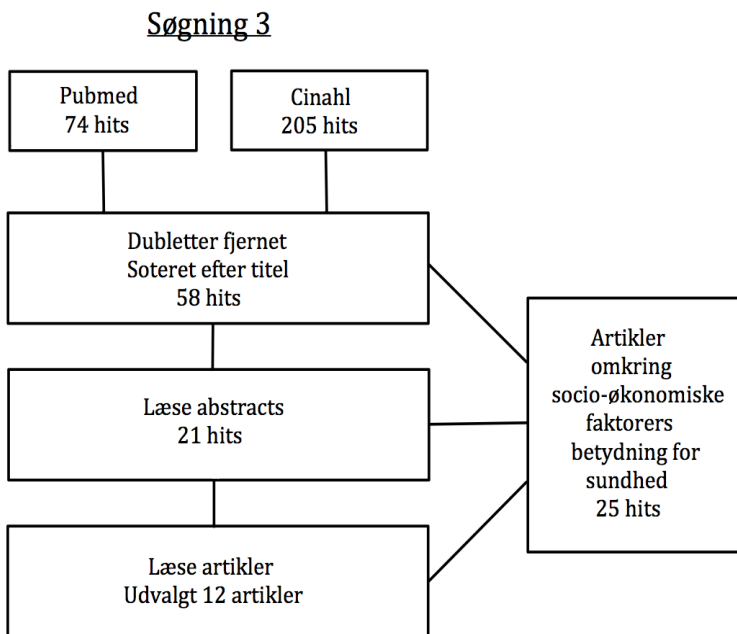 Søgning 3
Pubmed
74 hits
Cinahl
205 hits
Dubletter fjernet
Soteret efter titel
58 hits
Læse abstracts
21 hits
Læse artikler
Udvalgt 12 artikler
Artikler
omkring
socio-økonomiske
faktorers
betydning for
sundhed
25 hits